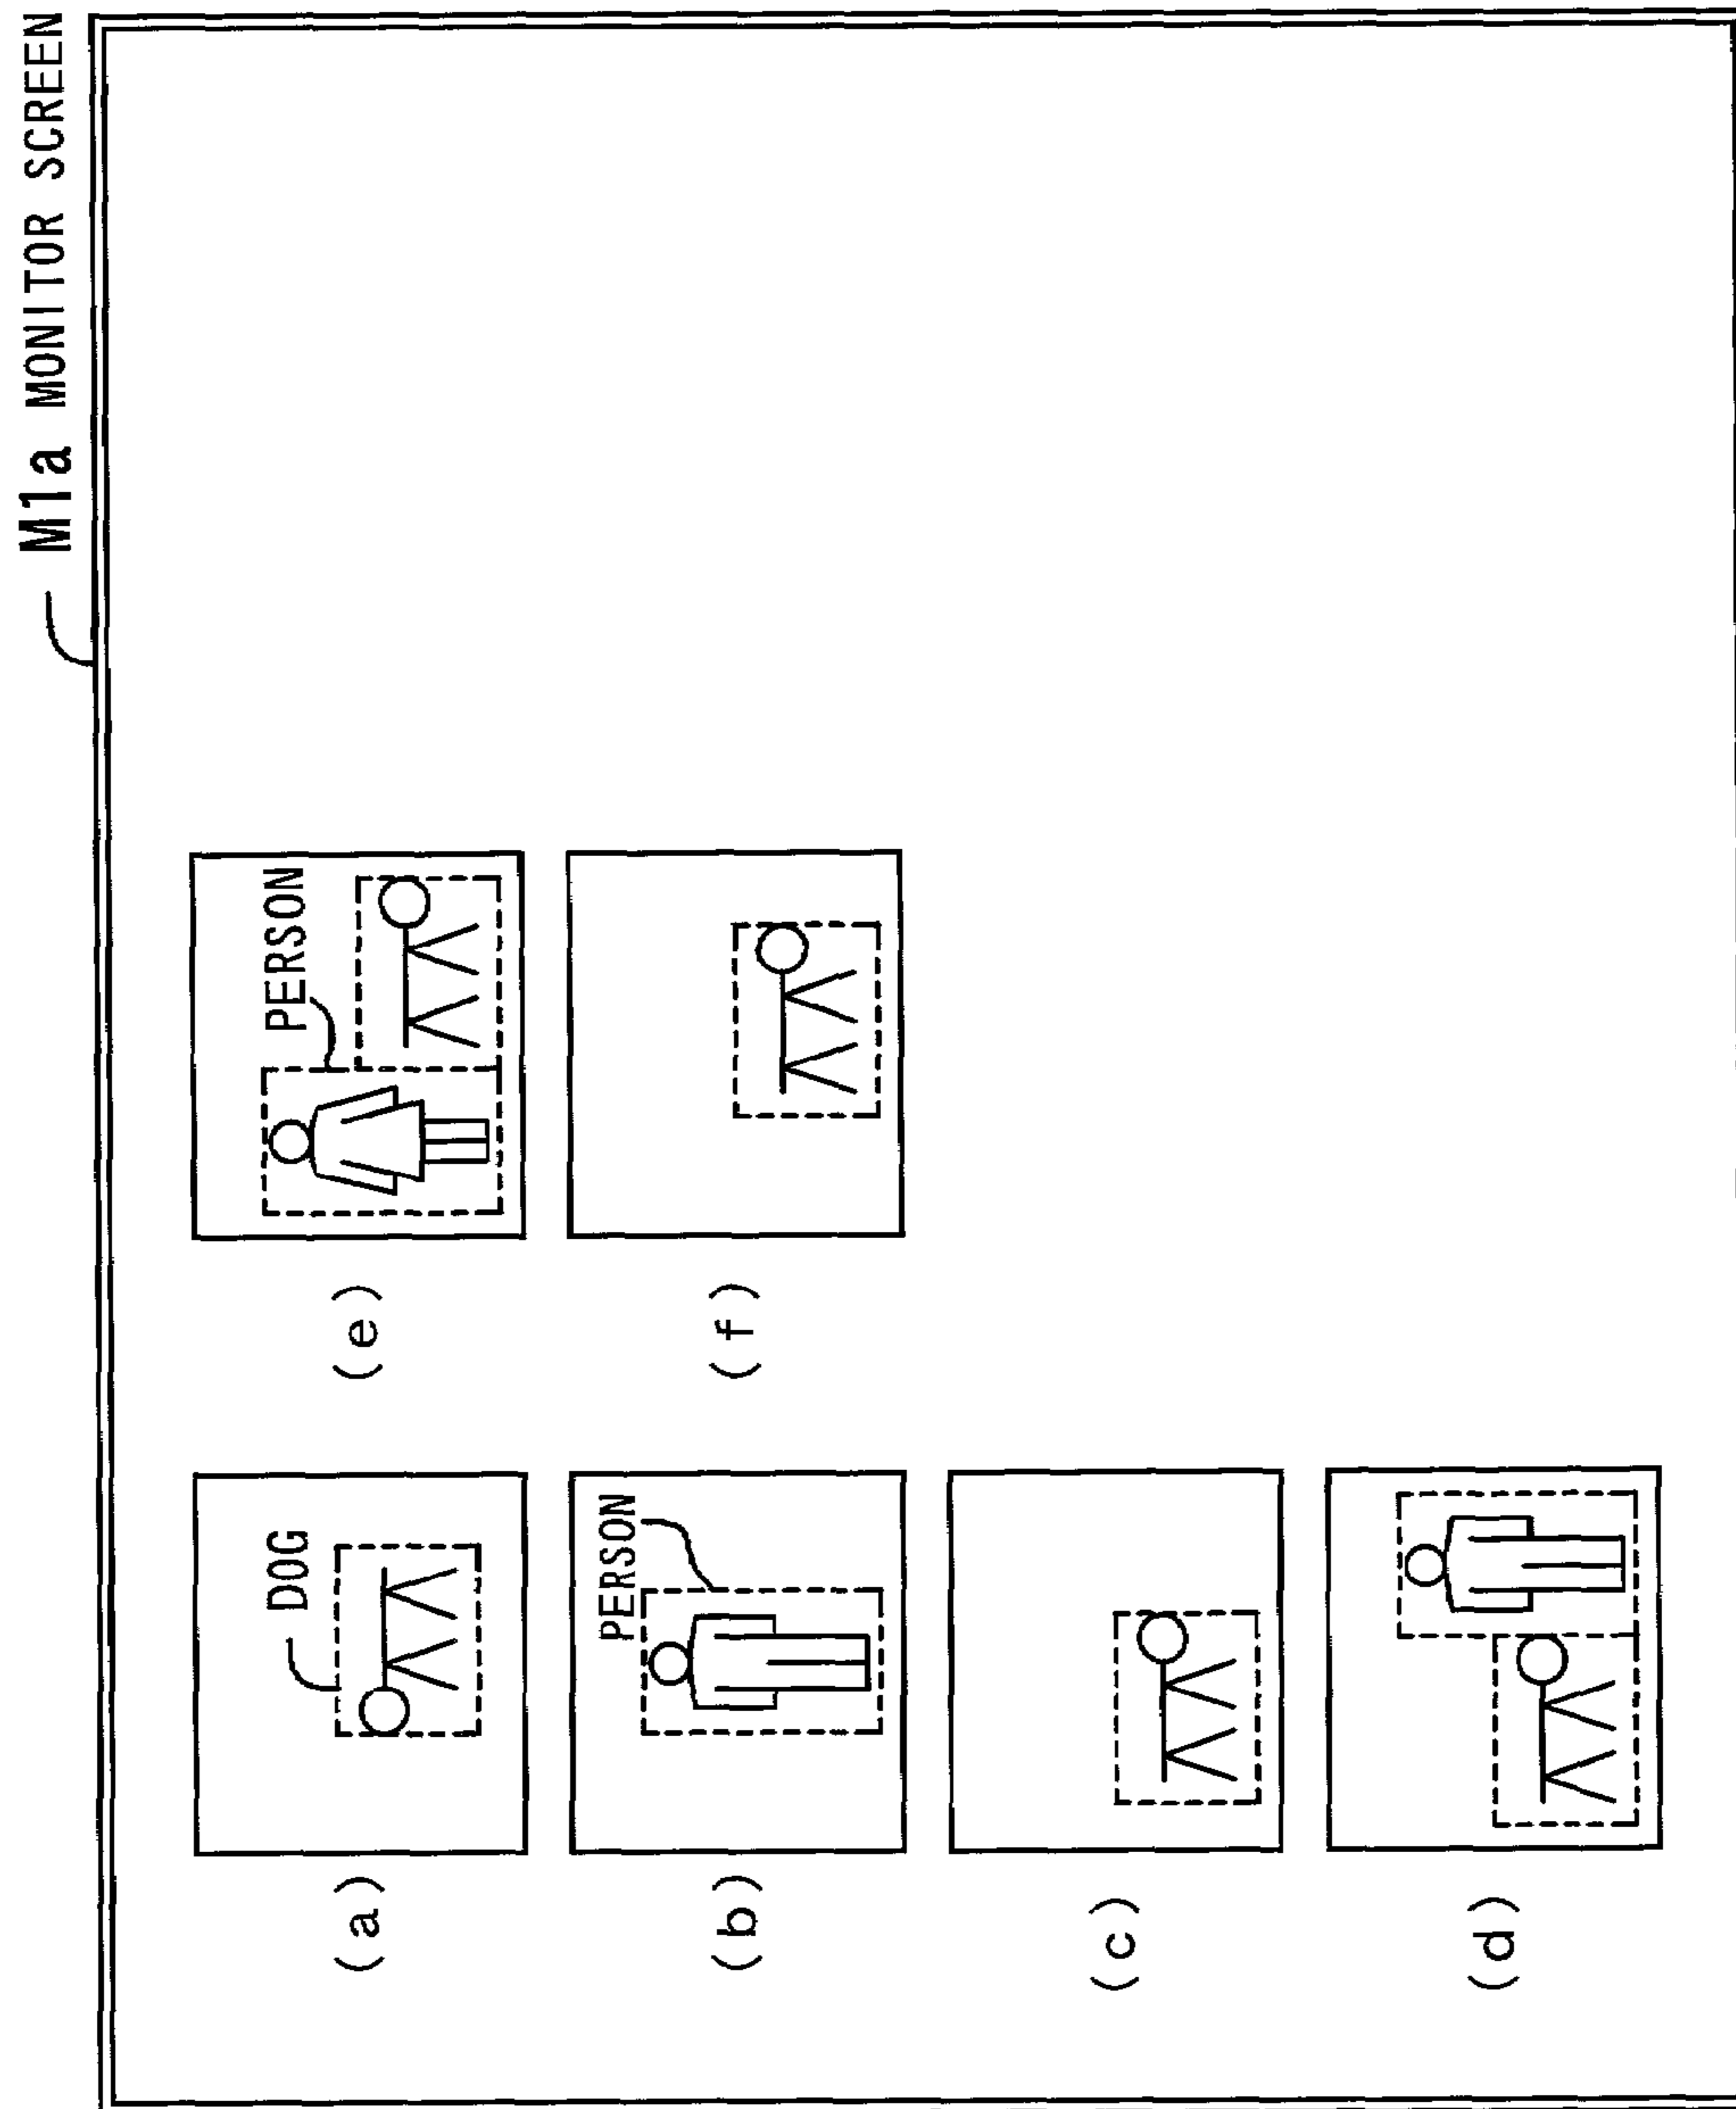 M1a MONITOR SCREEN
(a)
DOG
(b)
PERSON
(c)
(d)
(e)
PERSON
(f)